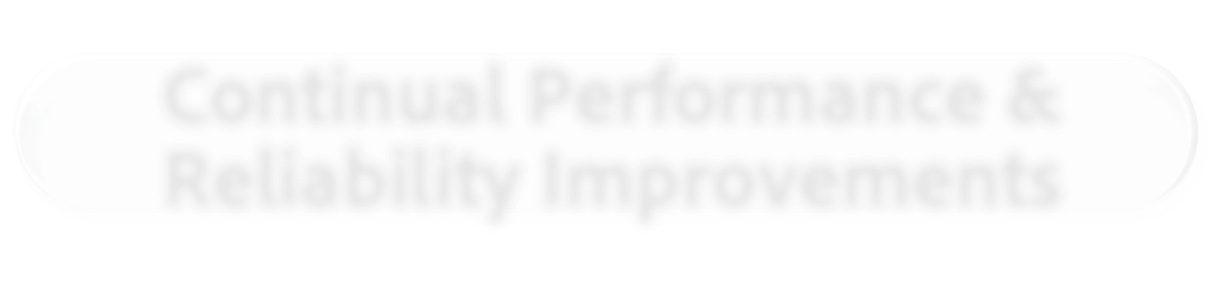 Continual Performance &
Reliability Improvements